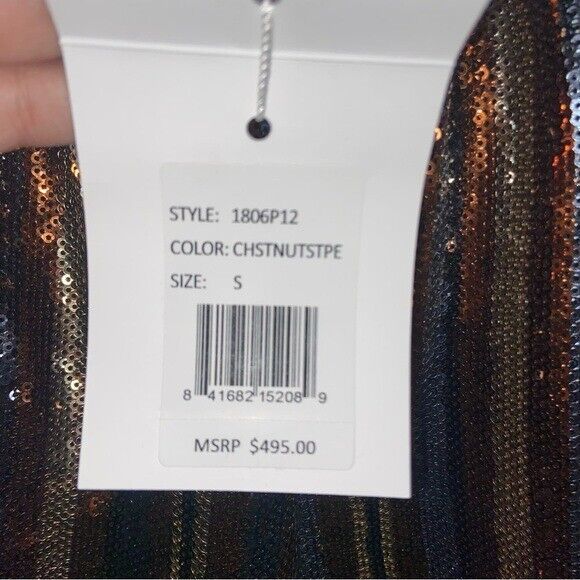 STYLE: 1806P12
COLOR: CHSTNUTSTPE
SIZE: S
8 41682 15208 9
MSRP $495.00